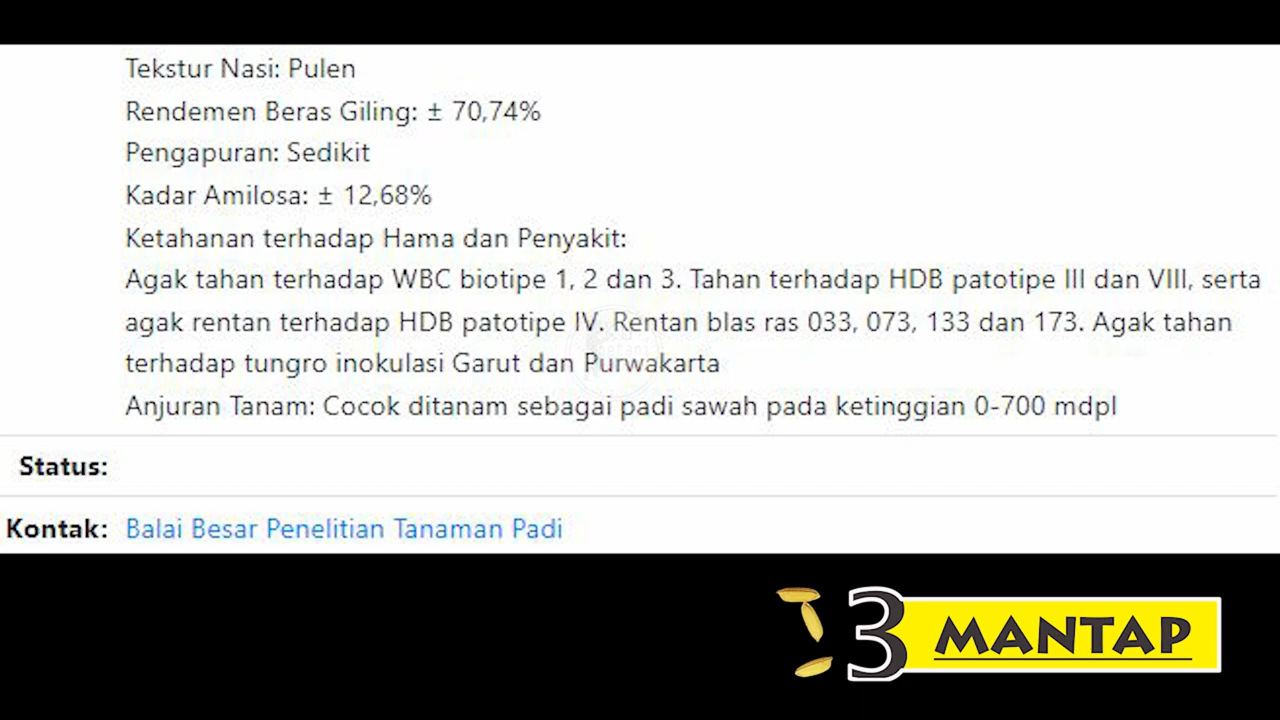 Tekstur Nasi: Pulen
Rendemen Beras Giling: ± 70,74%
Pengapuran: Sedikit
Kadar Amilosa: ± 12,68%
Ketahanan terhadap Hama dan Penyakit:
Agak tahan terhadap WBC biotipe 1, 2 dan 3. Tahan terhadap HDB patotipe III dan VIII, serta
agak rentan terhadap HDB patotipe IV. Rentan blas ras 033, 073, 133 dan 173. Agak tahan
terhadap tungro inokulasi Garut dan Purwakarta
Anjuran Tanam: Cocok ditanam sebagai padi sawah pada ketinggian 0-700 mdpl
Status:
Kontak: Balai Besar Penelitian Tanaman Padi
3 MANTAP